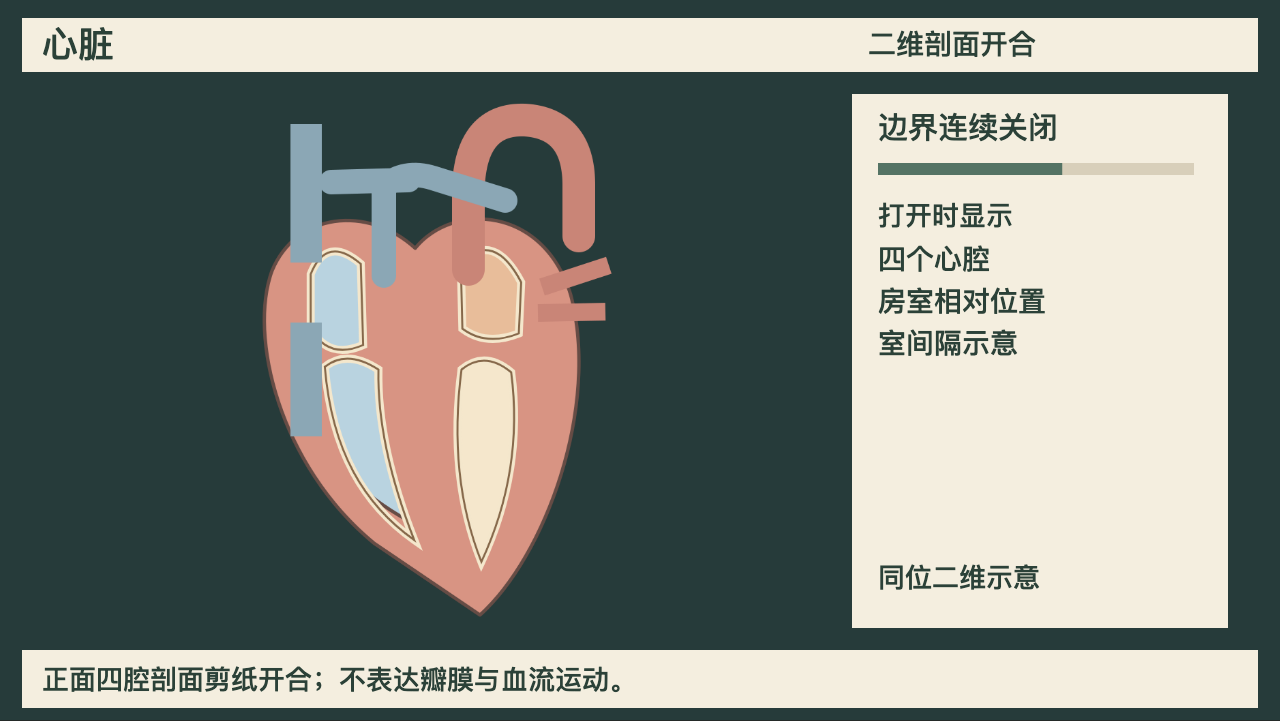 心脏
二维剖面开合
边界连续关闭
打开时显示
四个心腔
房室相对位置
室间隔示意
同位二维示意
正面四腔剖面剪纸开合；不表达瓣膜与血流运动。